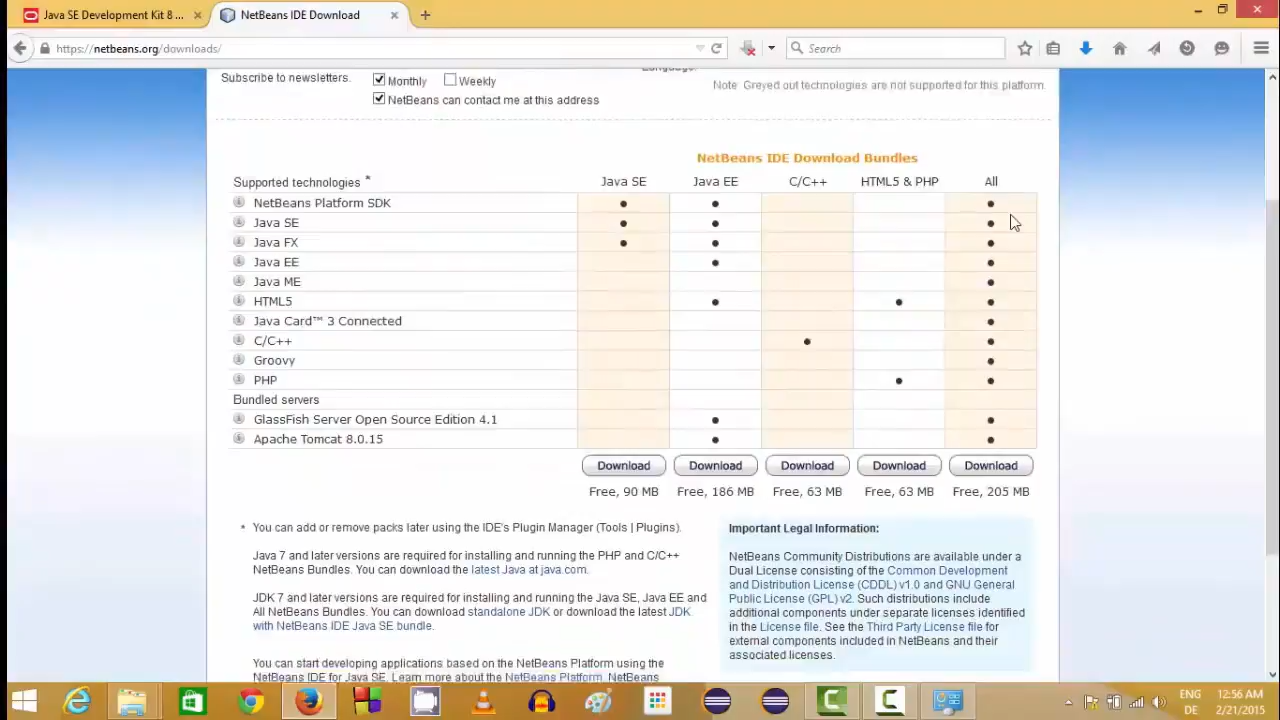 Java SE Development Kit 8 ...
NetBeans IDE Download
https://netbeans.org/downloads/
Search
Subscribe to newsletters.
Monthly
Weekly
NetBeans can contact me at this address
Note: Greyed out technologies are not supported for this platform.
NetBeans IDE Download Bundles
Supported technologies * Java SE Java EE C/C++ HTML5 & PHP All
NetBeans Platform SDK • • •
Java SE • • •
Java FX • • •
Java EE • •
Java ME •
HTML5 • • •
Java Card™ 3 Connected •
C/C++ • •
Groovy •
PHP • •
Bundled servers
GlassFish Server Open Source Edition 4.1 • •
Apache Tomcat 8.0.15 • •
Download Download Download Download Download
Free, 90 MB Free, 186 MB Free, 63 MB Free, 63 MB Free, 205 MB
* You can add or remove packs later using the IDE's Plugin Manager (Tools | Plugins).
Java 7 and later versions are required for installing and running the PHP and C/C++
NetBeans Bundles. You can download the latest Java at java.com.
JDK 7 and later versions are required for installing and running the Java SE, Java EE and
All NetBeans Bundles. You can download standalone JDK or download the latest JDK
with NetBeans IDE Java SE bundle.
You can start developing applications based on the NetBeans Platform using the
NetBeans IDE for Java SE. Learn more about the NetBeans Platform. NetBeans
Important Legal Information:
NetBeans Community Distributions are available under a
Dual License consisting of the Common Development
and Distribution License (CDDL) v1.0 and GNU General
Public License (GPL) v2. Such distributions include
additional components under separate licenses identified
in the License file. See the Third Party License file for
external components included in NetBeans and their
associated licenses.
ENG
DE
12:56 AM
2/21/2015